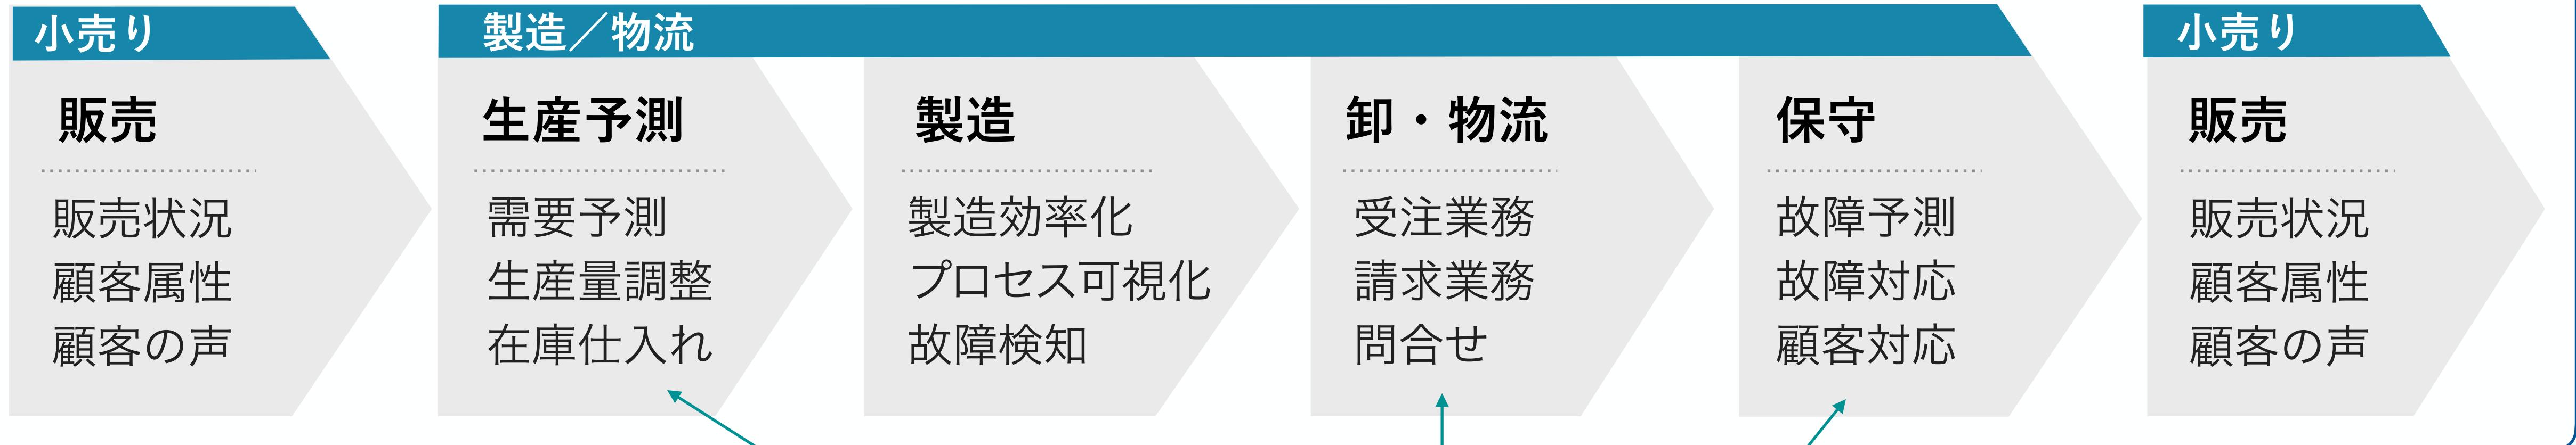 小売り
販売
販売状況
顧客属性
顧客の声
製造／物流
生産予測
需要予測
生産量調整
在庫仕入れ
製造
製造効率化
プロセス可視化
故障検知
卸・物流
受注業務
請求業務
問合せ
保守
故障予測
故障対応
顧客対応
小売り
販売
販売状況
顧客属性
顧客の声